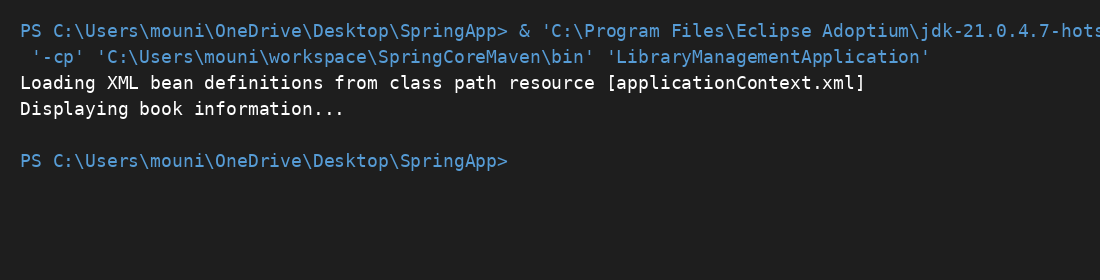 PS C:\Users\mouni\OneDrive\Desktop\SpringApp> & 'C:\Program Files\Eclipse Adoptium\jdk-21.0.4.7-hots
'-cp' 'C:\Users\mouni\workspace\SpringCoreMaven\bin' 'LibraryManagementApplication'
Loading XML bean definitions from class path resource [applicationContext.xml]
Displaying book information...
PS C:\Users\mouni\OneDrive\Desktop\SpringApp>